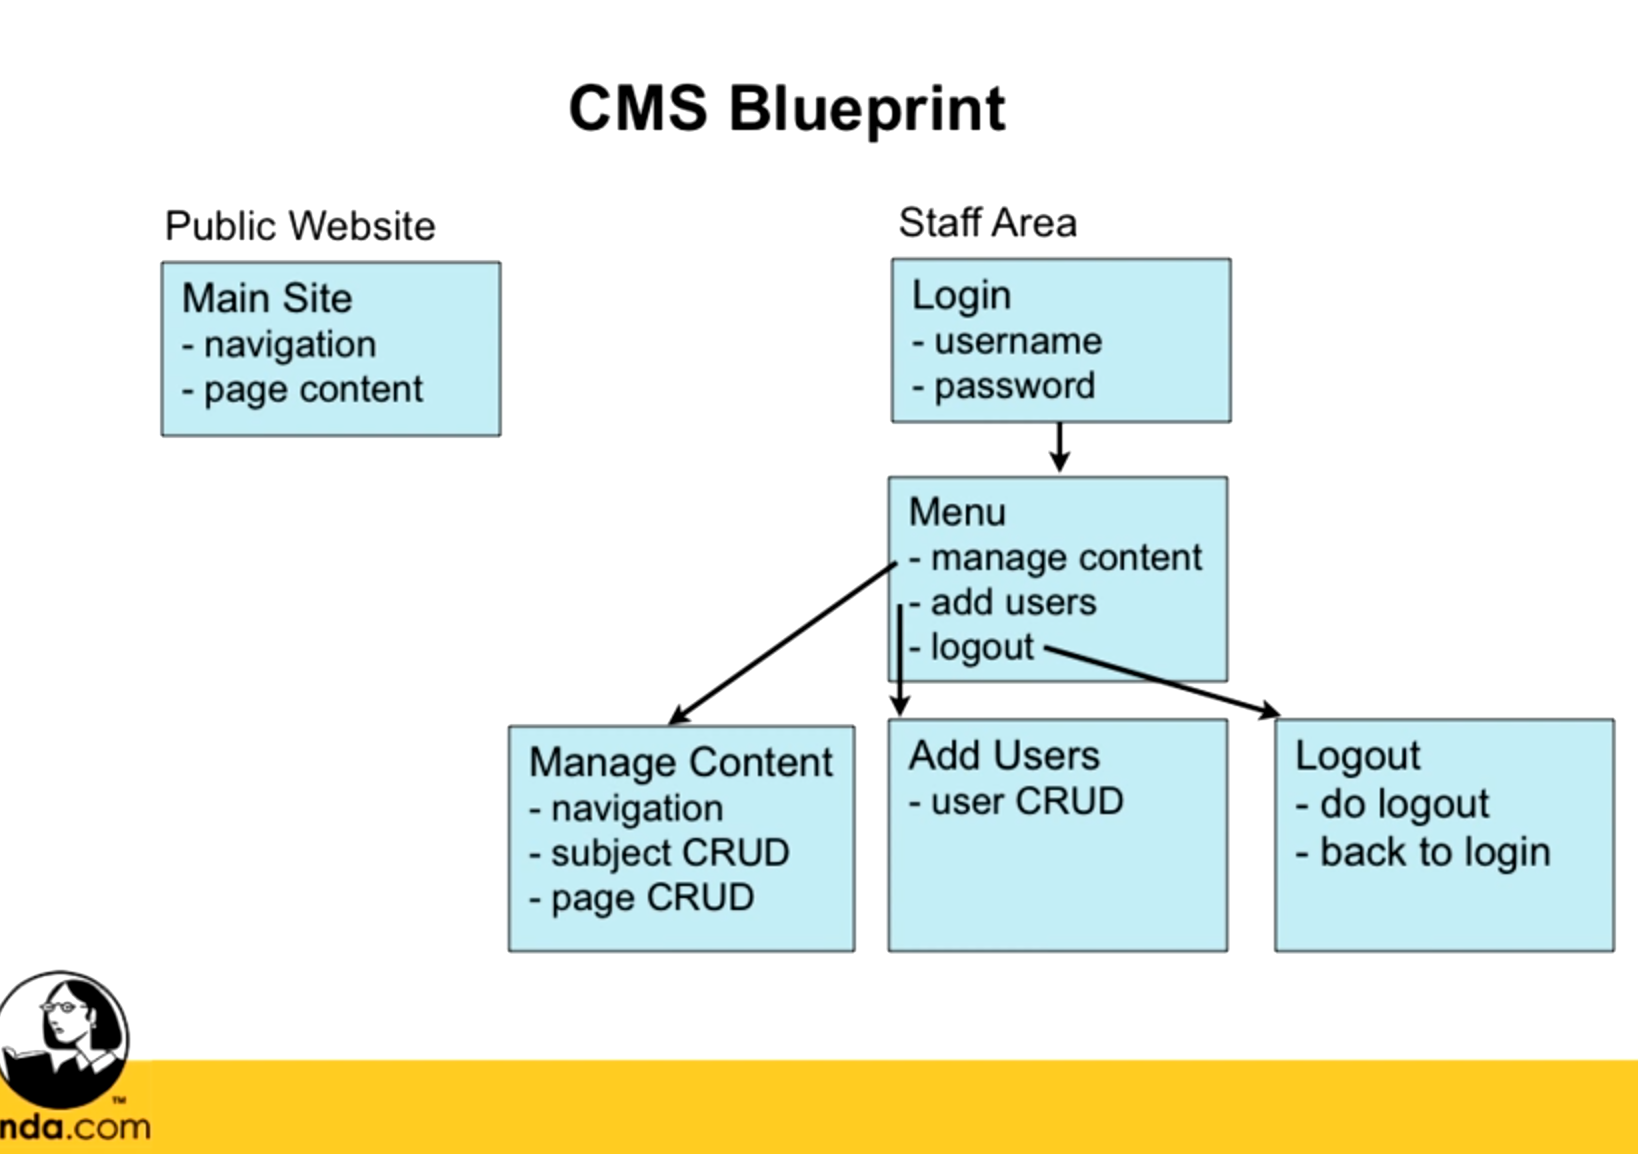 CMS Blueprint
Public Website
Main Site
- navigation
- page content
Staff Area
Login
- username
- password
Menu
- manage content
- add users
- logout
Manage Content
- navigation
- subject CRUD
- page CRUD
Add Users
- user CRUD
Logout
- do logout
- back to login
TM
nda.com